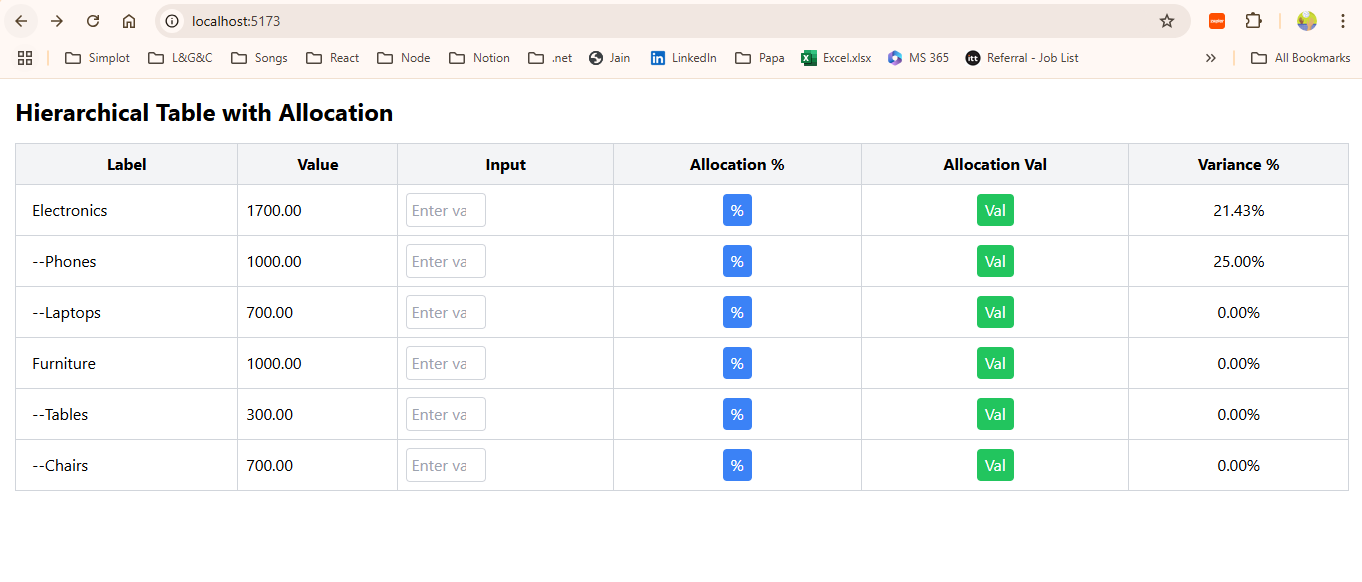 localhost:5173
Simplot L&G&C Songs React Node Notion .net Jain LinkedIn Papa Excel.xlsx MS 365 itt Referral - Job List » All Bookmarks
Hierarchical Table with Allocation
Label Value Input Allocation % Allocation Val Variance %
Electronics 1700.00 Enter va % Val 21.43%
--Phones 1000.00 Enter va % Val 25.00%
--Laptops 700.00 Enter va % Val 0.00%
Furniture 1000.00 Enter va % Val 0.00%
--Tables 300.00 Enter va % Val 0.00%
--Chairs 700.00 Enter va % Val 0.00%